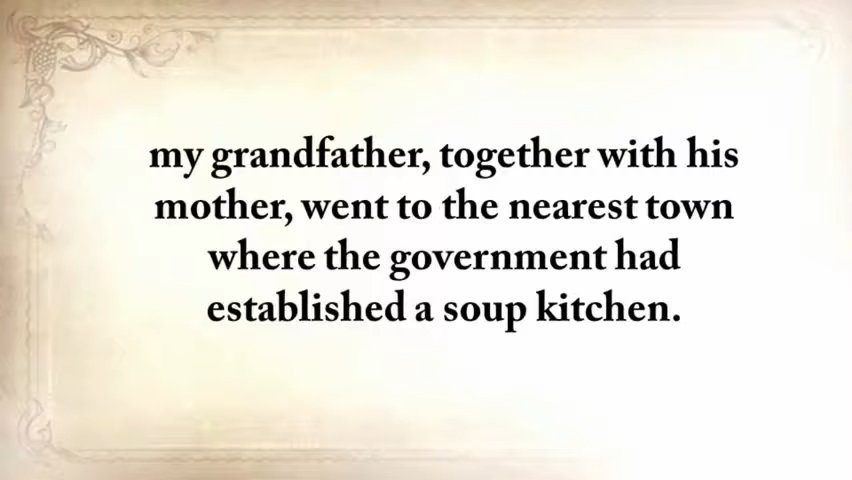 my grandfather, together with his
mother, went to the nearest town
where the government had
established a soup kitchen.